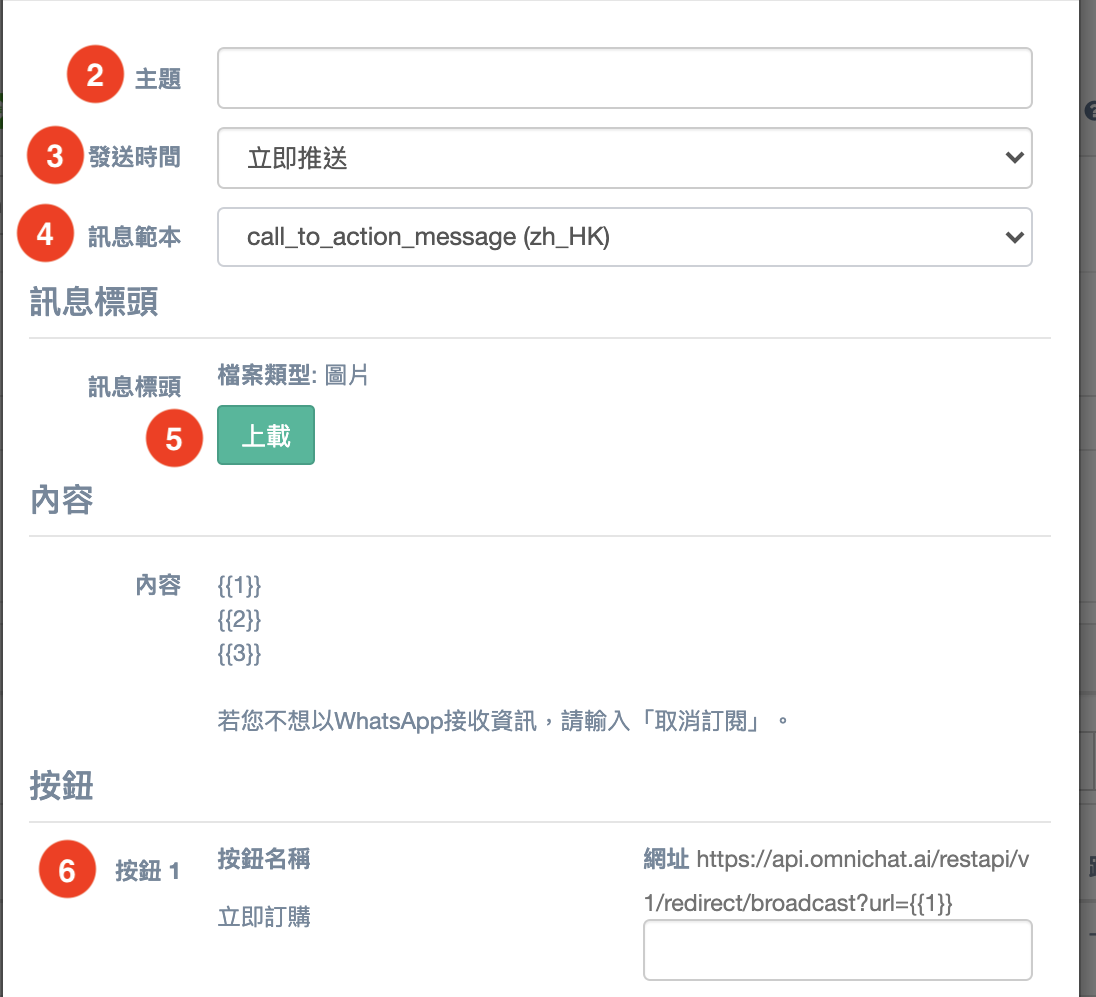 2 主題
3 發送時間 立即推送
4 訊息範本 call_to_action_message (zh_HK)
訊息標頭
訊息標頭 檔案類型: 圖片
5 上載
內容
內容 {{1}}
{{2}}
{{3}}
若您不想以WhatsApp接收資訊，請輸入「取消訂閱」。
按鈕
6 按鈕 1 按鈕名稱 網址 https://api.omnichat.ai/restapi/v
1/redirect/broadcast?url={{1}}
立即訂購